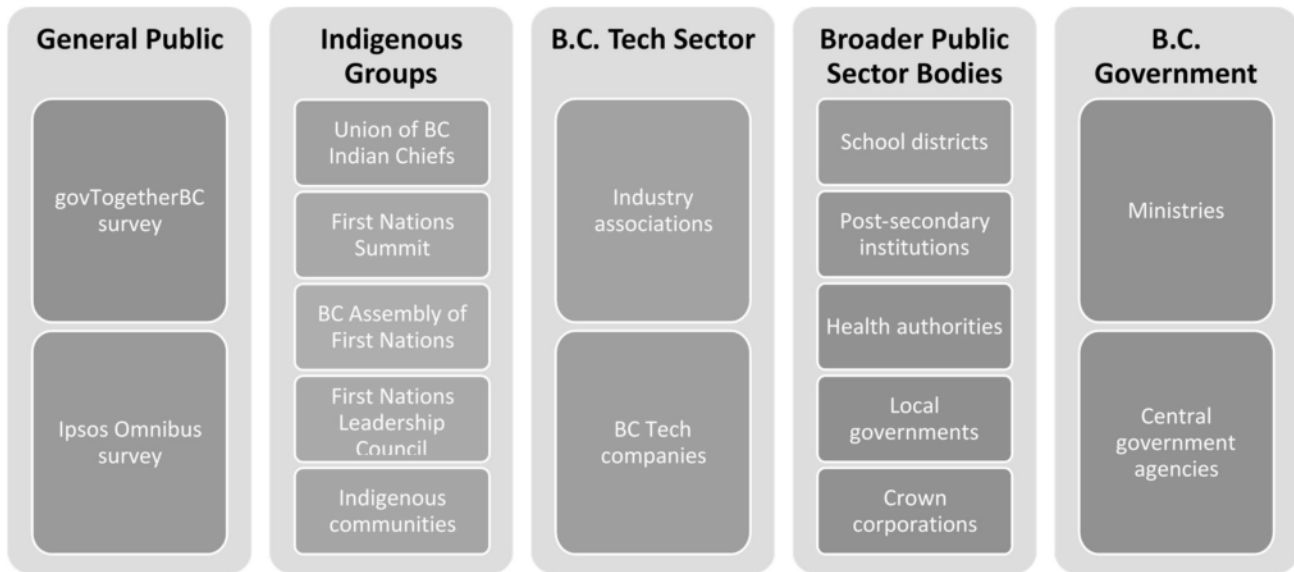 General Public
govTogetherBC
survey
Ipsos Omnibus
survey
Indigenous
Groups
Union of BC
Indian Chiefs
First Nations
Summit
BC Assembly of
First Nations
First Nations
Leadership
Council
Indigenous
communities
B.C. Tech Sector
Industry
associations
BC Tech
companies
Broader Public
Sector Bodies
School districts
Post-secondary
institutions
Health authorities
Local
governments
Crown
corporations
B.C.
Government
Ministries
Central
government
agencies